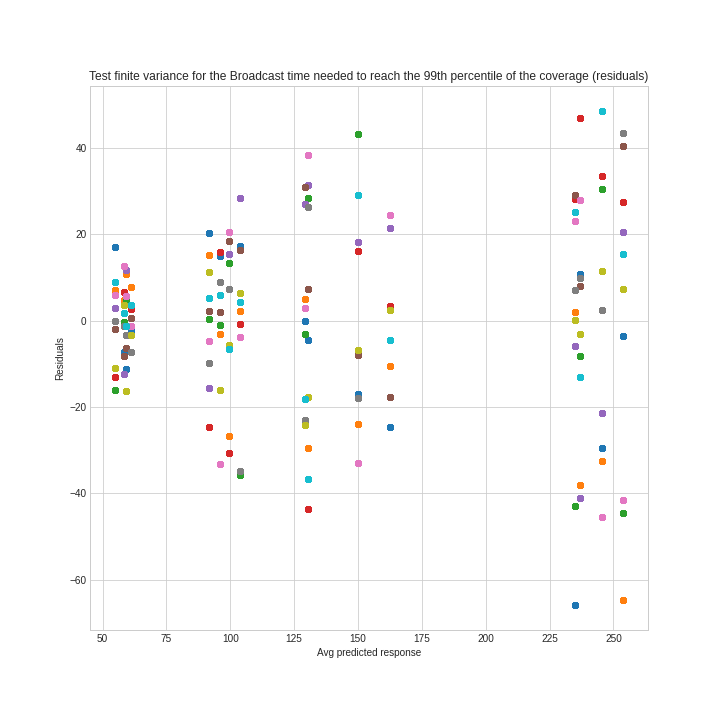 Test finite variance for the Broadcast time needed to reach the 99th percentile of the coverage (residuals)
40
20
0
−20
−40
−60
Residuals
50 75 100 125 150 175 200 225 250
Avg predicted response